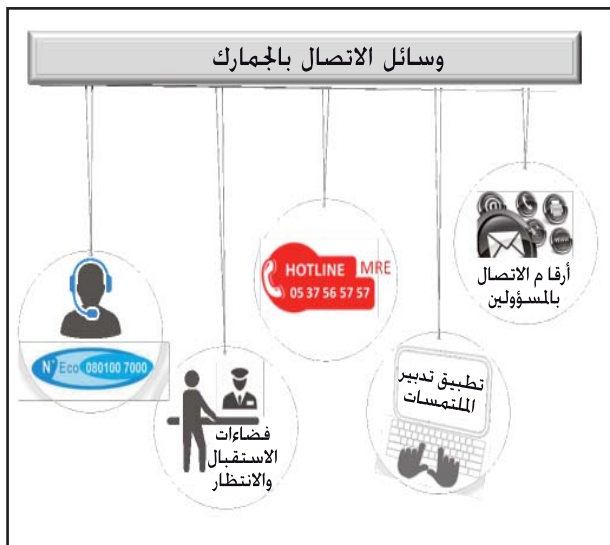 وسائل الاتصال بالجمارك
أرقام الاتصال
بالمسؤولين
HOTLINE MRE
05 37 56 57 57
تطبيق تدبير
الملتمسات
فضاءات
الاستقبال
والانتظار
N° Eco 080100 7000